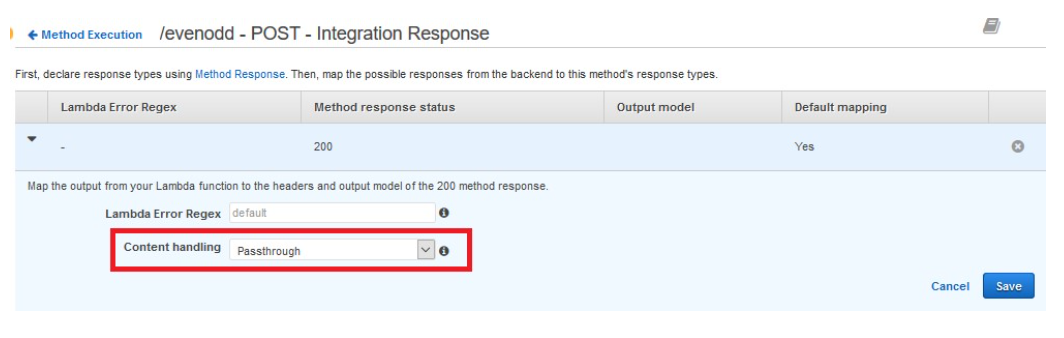 Method Execution /evenodd - POST - Integration Response
First, declare response types using Method Response. Then, map the possible responses from the backend to this method's response types.
Lambda Error Regex Method response status Output model Default mapping
- 200 Yes
Map the output from your Lambda function to the headers and output model of the 200 method response.
Lambda Error Regex default
Content handling Passthrough
Cancel Save